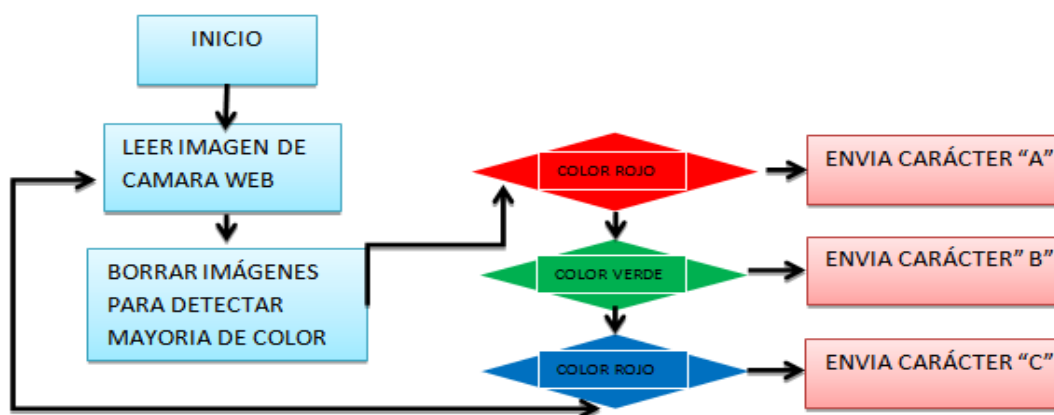 INICIO
LEER IMAGEN DE
CAMARA WEB
BORRAR IMÁGENES
PARA DETECTAR
MAYORIA DE COLOR
COLOR ROJO
ENVIA CARÁCTER “A”
COLOR VERDE
ENVIA CARÁCTER” B”
COLOR ROJO
ENVIA CARÁCTER “C”